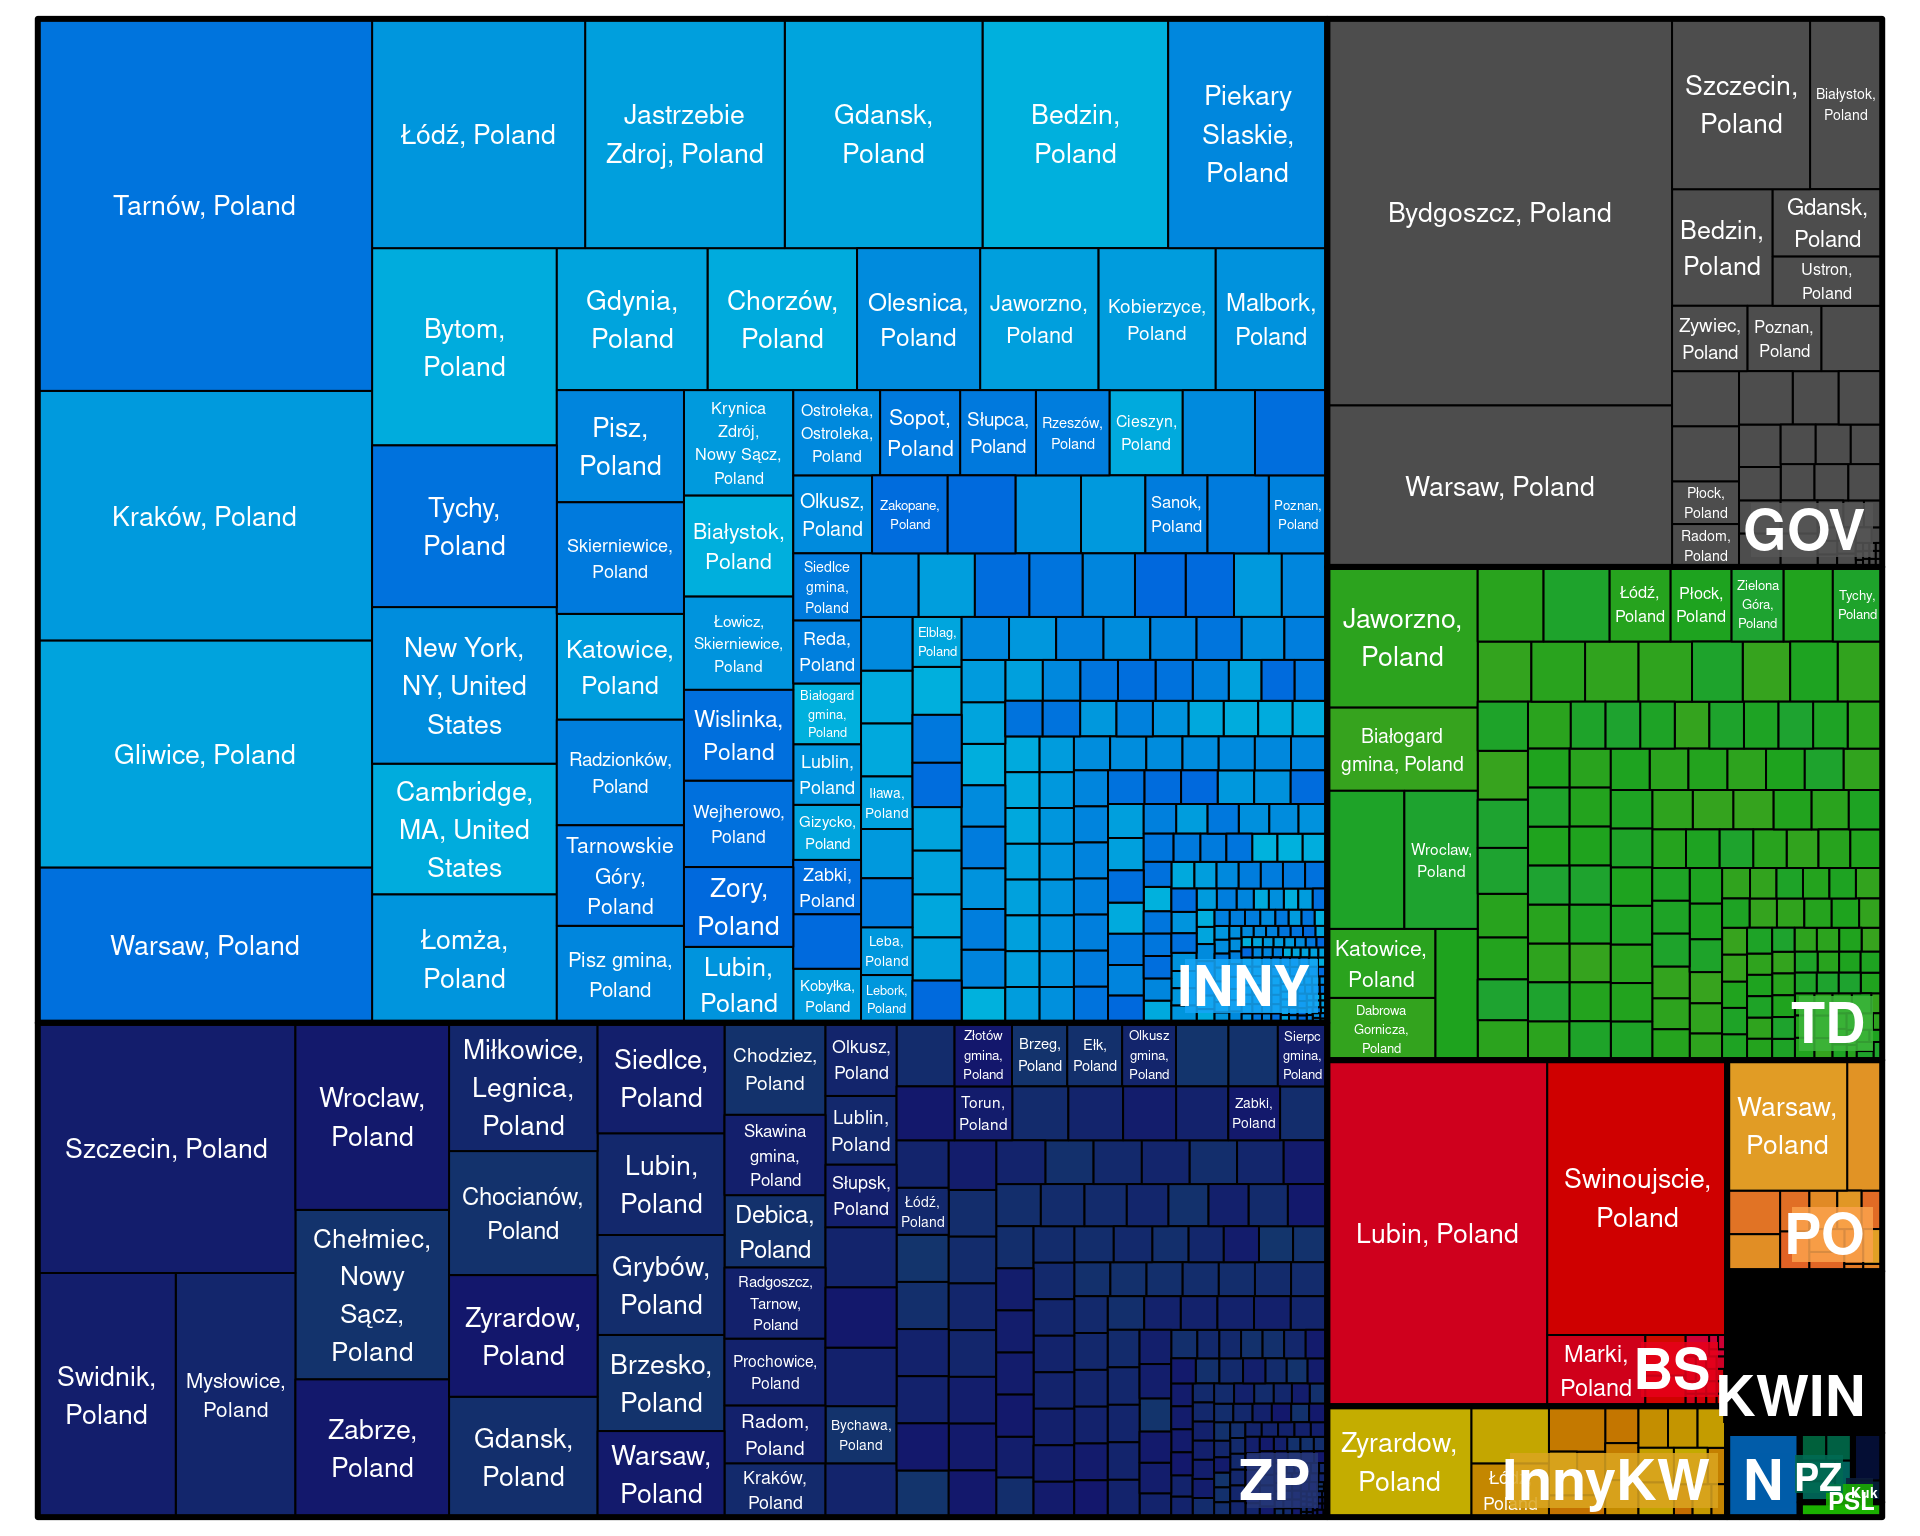 Tarnów, Poland
Kraków, Poland
Gliwice, Poland
Warsaw, Poland
Łódź, Poland
Jastrzebie
Zdroj, Poland
Gdansk,
Poland
Bedzin,
Poland
Piekary
Slaskie,
Poland
Bytom,
Poland
Gdynia,
Poland
Chorzów,
Poland
Olesnica,
Poland
Jaworzno,
Poland
Kobierzyce,
Poland
Malbork,
Poland
Tychy,
Poland
New York,
NY, United
States
Cambridge,
MA, United
States
Łomża,
Poland
Pisz,
Poland
Skierniewice,
Poland
Katowice,
Poland
Radzionków,
Poland
Tarnowskie
Góry,
Poland
Pisz gmina,
Poland
Krynica
Zdrój,
Nowy Sącz,
Poland
Białystok,
Poland
Łowicz,
Skierniewice,
Poland
Wislinka,
Poland
Wejherowo,
Poland
Zory,
Poland
Lubin,
Poland
Ostrołeka,
Ostroleka,
Poland
Sopot,
Poland
Słupca,
Poland
Rzeszów,
Poland
Cieszyn,
Poland
Olkusz,
Poland
Zakopane,
Poland
Sanok,
Poland
Poznan,
Poland
Siedlce
gmina,
Poland
Reda,
Poland
Białogard
gmina,
Poland
Lublin,
Poland
Gizycko,
Poland
Zabki,
Poland
Kobyłka,
Poland
Elblag,
Poland
Iława,
Poland
Leba,
Poland
Lebork,
Poland
INNY
Bydgoszcz, Poland
Warsaw, Poland
Szczecin,
Poland
Białystok,
Poland
Bedzin,
Poland
Gdansk,
Poland
Ustron,
Poland
Zywiec,
Poland
Poznan,
Poland
Płock,
Poland
Radom,
Poland
GOV
Jaworzno,
Poland
Białogard
gmina, Poland
Wroclaw,
Poland
Katowice,
Poland
Dabrowa
Gornicza,
Poland
Łódź,
Poland
Płock,
Poland
Zielona
Góra,
Poland
Tychy,
Poland
TD
Szczecin, Poland
Swidnik,
Poland
Mysłowice,
Poland
Wroclaw,
Poland
Chełmiec,
Nowy
Sącz,
Poland
Zabrze,
Poland
Miłkowice,
Legnica,
Poland
Chocianów,
Poland
Zyrardow,
Poland
Gdansk,
Poland
Siedlce,
Poland
Lubin,
Poland
Grybów,
Poland
Brzesko,
Poland
Warsaw,
Poland
Chodziez,
Poland
Skawina
gmina,
Poland
Debica,
Poland
Radgoszcz,
Tarnow,
Poland
Prochowice,
Poland
Radom,
Poland
Kraków,
Poland
Olkusz,
Poland
Lublin,
Poland
Słupsk,
Poland
Bychawa,
Poland
Łódź,
Poland
Złotów
gmina,
Poland
Brzeg,
Poland
Ełk,
Poland
Olkusz
gmina,
Poland
Sierpc
gmina,
Poland
Torun,
Poland
Zabki,
Poland
ZP
Lubin, Poland
Swinoujscie,
Poland
Marki,
Poland
BS
Warsaw,
Poland
PO
KWIN
Zyrardow,
Poland
Poland
InnyKW
N
PZ
Kuk
PSL